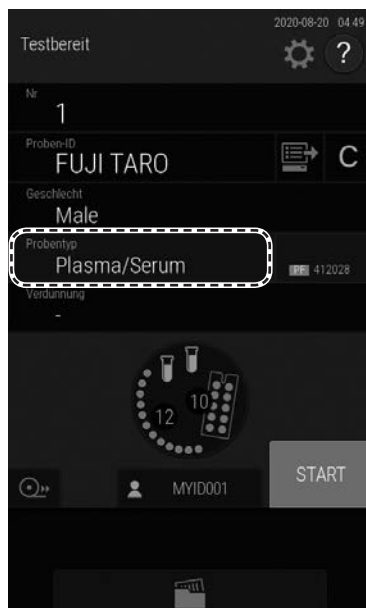 2020-08-20 04:49
Testbereit
?
Nr
1
Proben-ID
FUJI TARO
C
Geschlecht
Male
Probentyp
Plasma/Serum
PF 412028
Verdünnung
-
12
10
START
MYID001